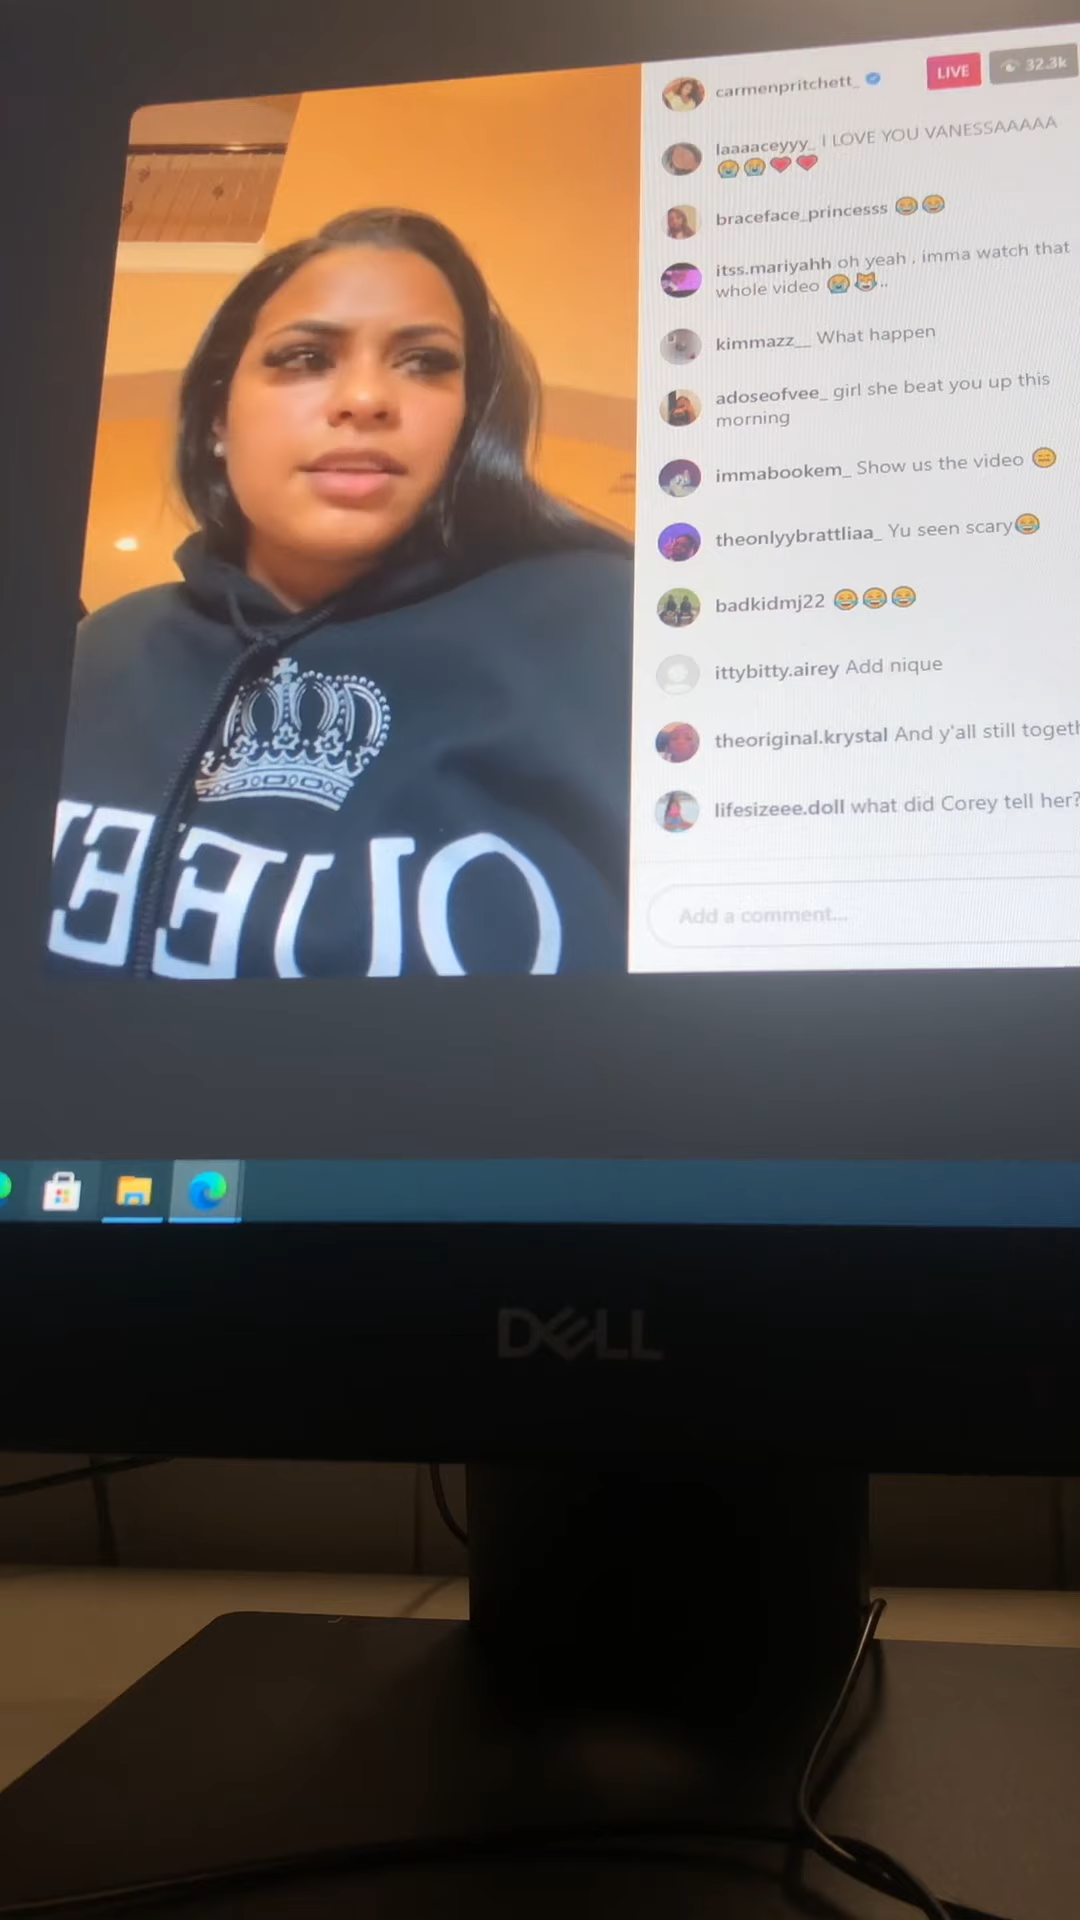 carmenpritchett_
LIVE
32.3k
laaaaceyyy_ I LOVE YOU VANESSAAAAA
😭😭❤️❤️
braceface_princesss 😂😂
itss.mariyahh oh yeah , imma watch that
whole video 😭😹..
kimmazz__ What happen
adoseofvee_ girl she beat you up this
morning
immabookem_ Show us the video 😑
theonlyybrattliaa_ Yu seen scary😂
badkidmj22 😂😂😂
ittybitty.airey Add nique
theoriginal.krystal And y'all still togeth
lifesizeee.doll what did Corey tell her?
Add a comment...
QUEE
DELL